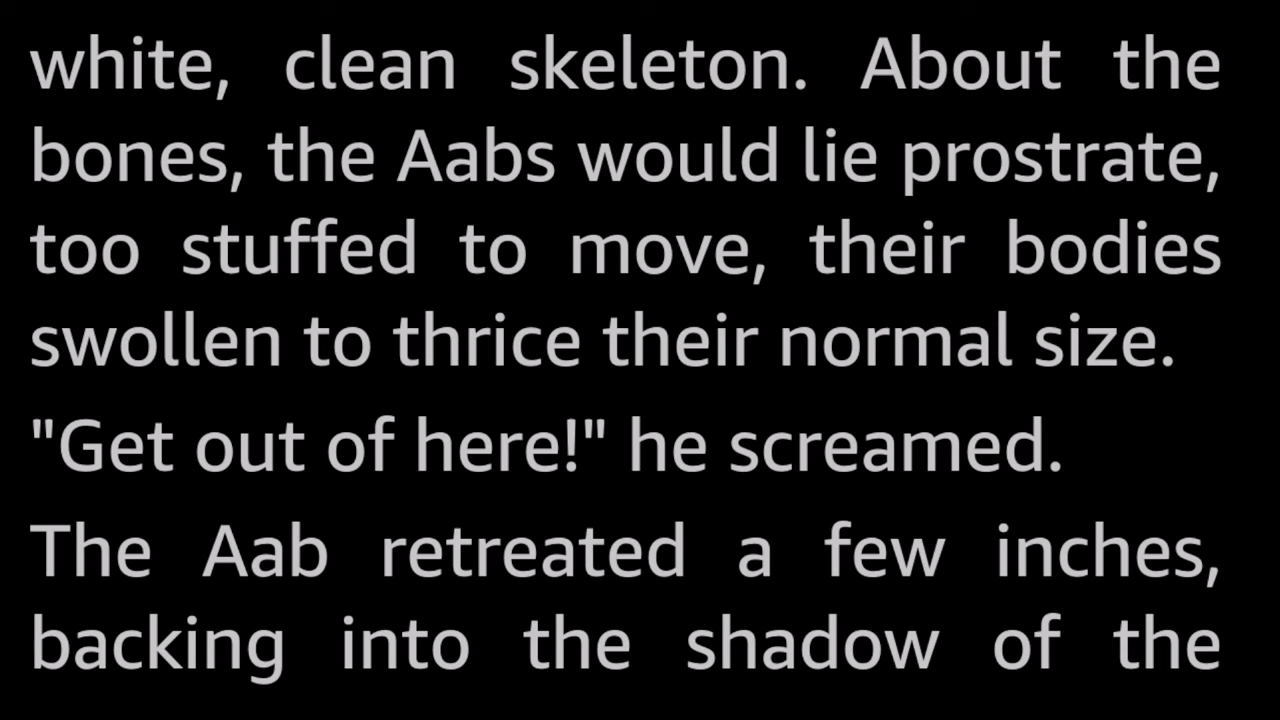 white, clean skeleton. About the
bones, the Aabs would lie prostrate,
too stuffed to move, their bodies
swollen to thrice their normal size.
"Get out of here!" he screamed.
The Aab retreated a few inches,
backing into the shadow of the